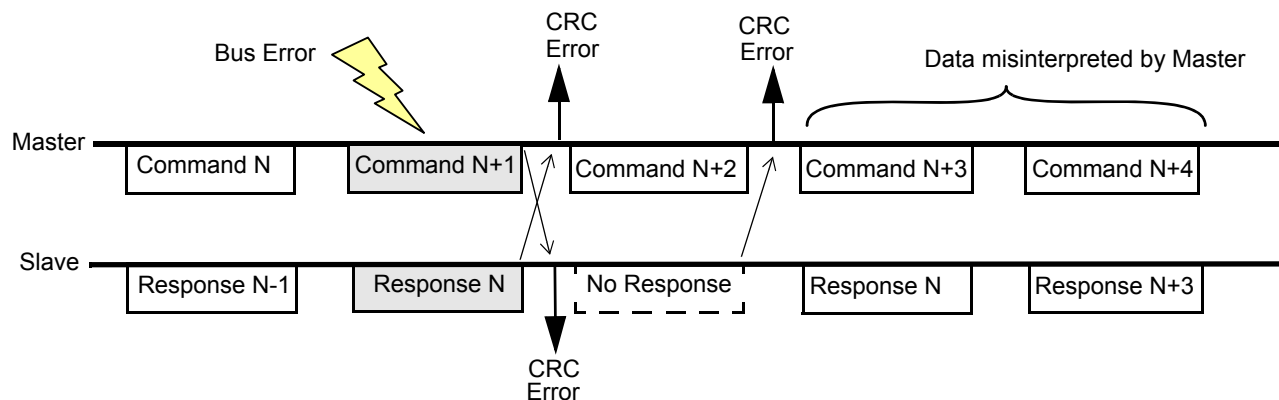 Bus Error
CRC
Error
CRC
Error
Data misinterpreted by Master
Master
Command N
Command N+1
Command N+2
Command N+3
Command N+4
Slave
Response N-1
Response N
No Response
Response N
Response N+3
CRC
Error